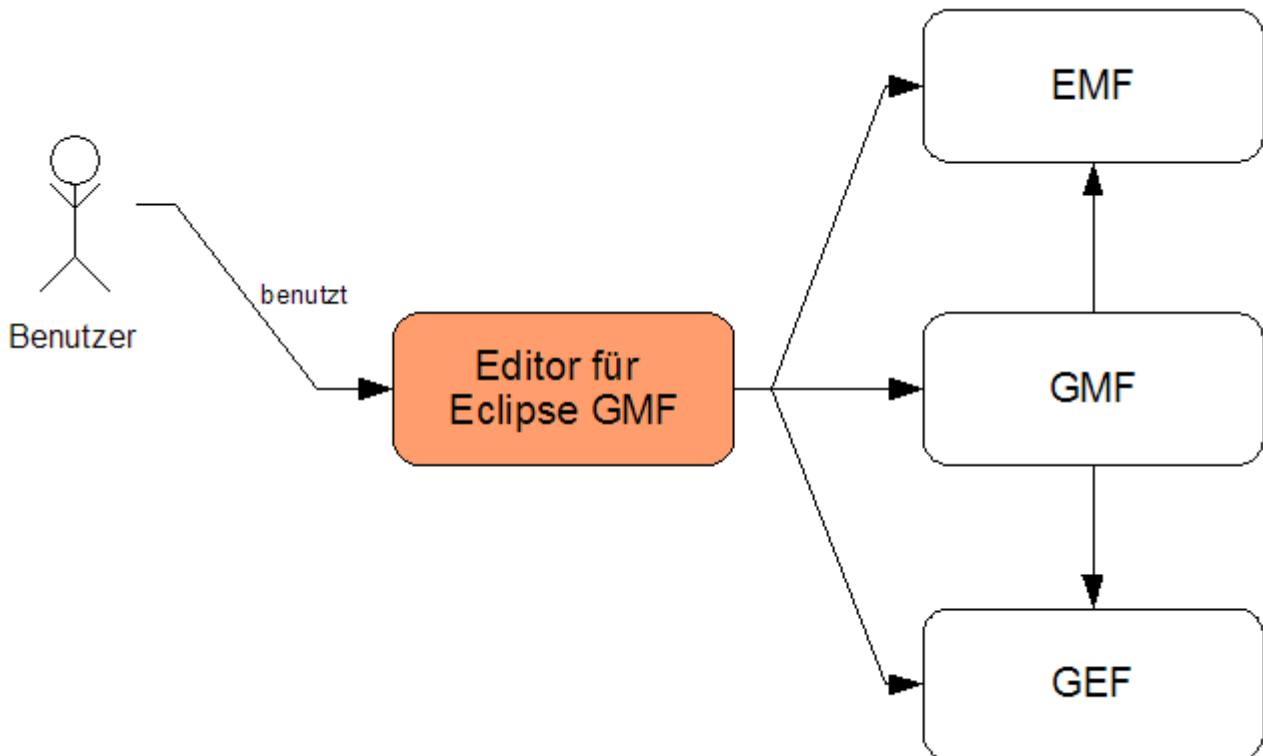 EMF
Benutzer
benutzt
Editor für
Eclipse GMF
GMF
GEF